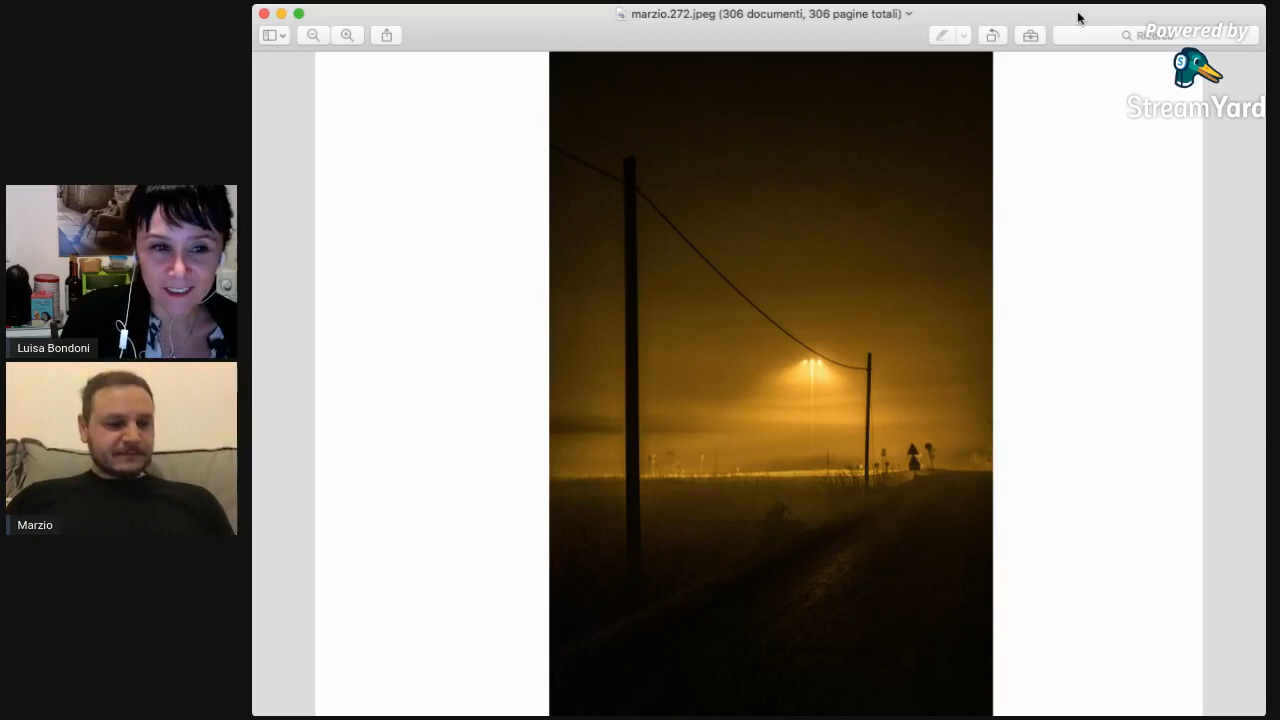 marzio.272.jpeg (306 documenti, 306 pagine totali)
Powered by
StreamYard
Luisa Bondoni
Marzio